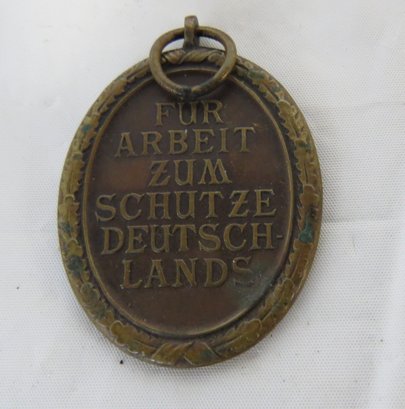 FÜR
ARBEIT
ZUM
SCHUTZE
DEUTSCH-
LANDS